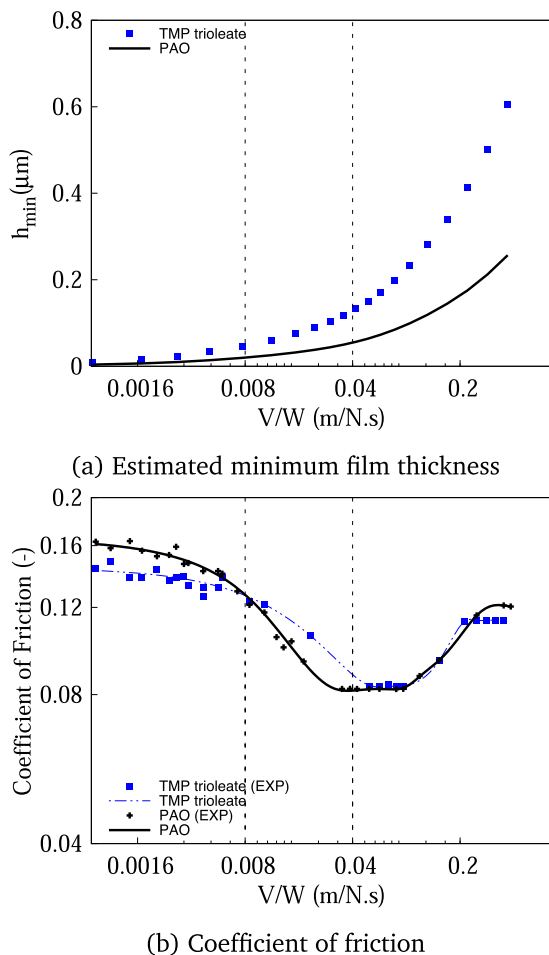 0.8
TMP trioleate
PAO
0.6
0.4
0.2
0
h_min(μm)
0.0016 0.008 0.04 0.2
V/W (m/N.s)
(a) Estimated minimum film thickness
0.2
0.16
0.12
0.08
0.04
Coefficient of Friction (-)
TMP trioleate (EXP)
TMP trioleate
PAO (EXP)
PAO
0.0016 0.008 0.04 0.2
V/W (m/N.s)
(b) Coefficient of friction